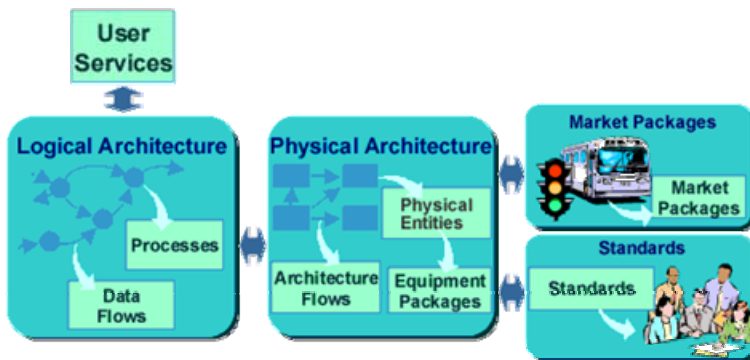 User
Services
Logical Architecture
Processes
Data
Flows
Physical Architecture
Physical
Entities
Architecture
Flows
Equipment
Packages
Market Packages
Market
Packages
Standards
Standards